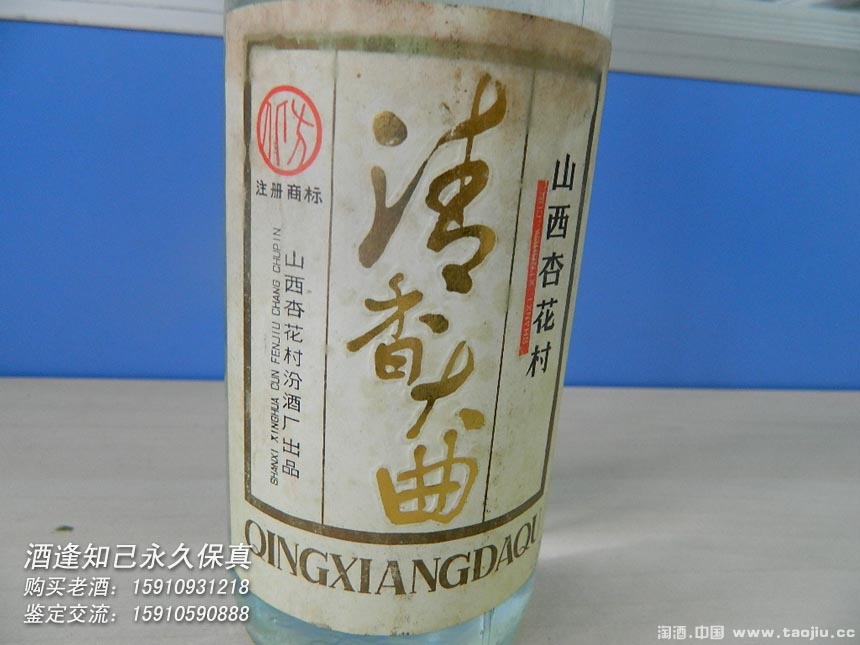 北方
注册商标
山西杏花村汾酒厂出品
SHANXI XINGHUA CUN FENJIU CHANG CHUPIN
清香大曲
山西杏花村
QINGXIANGDAQU
酒逢知己永久保真
购买老酒：15910931218
鉴定交流：15910590888
淘酒.中国 www.taojiu.cc